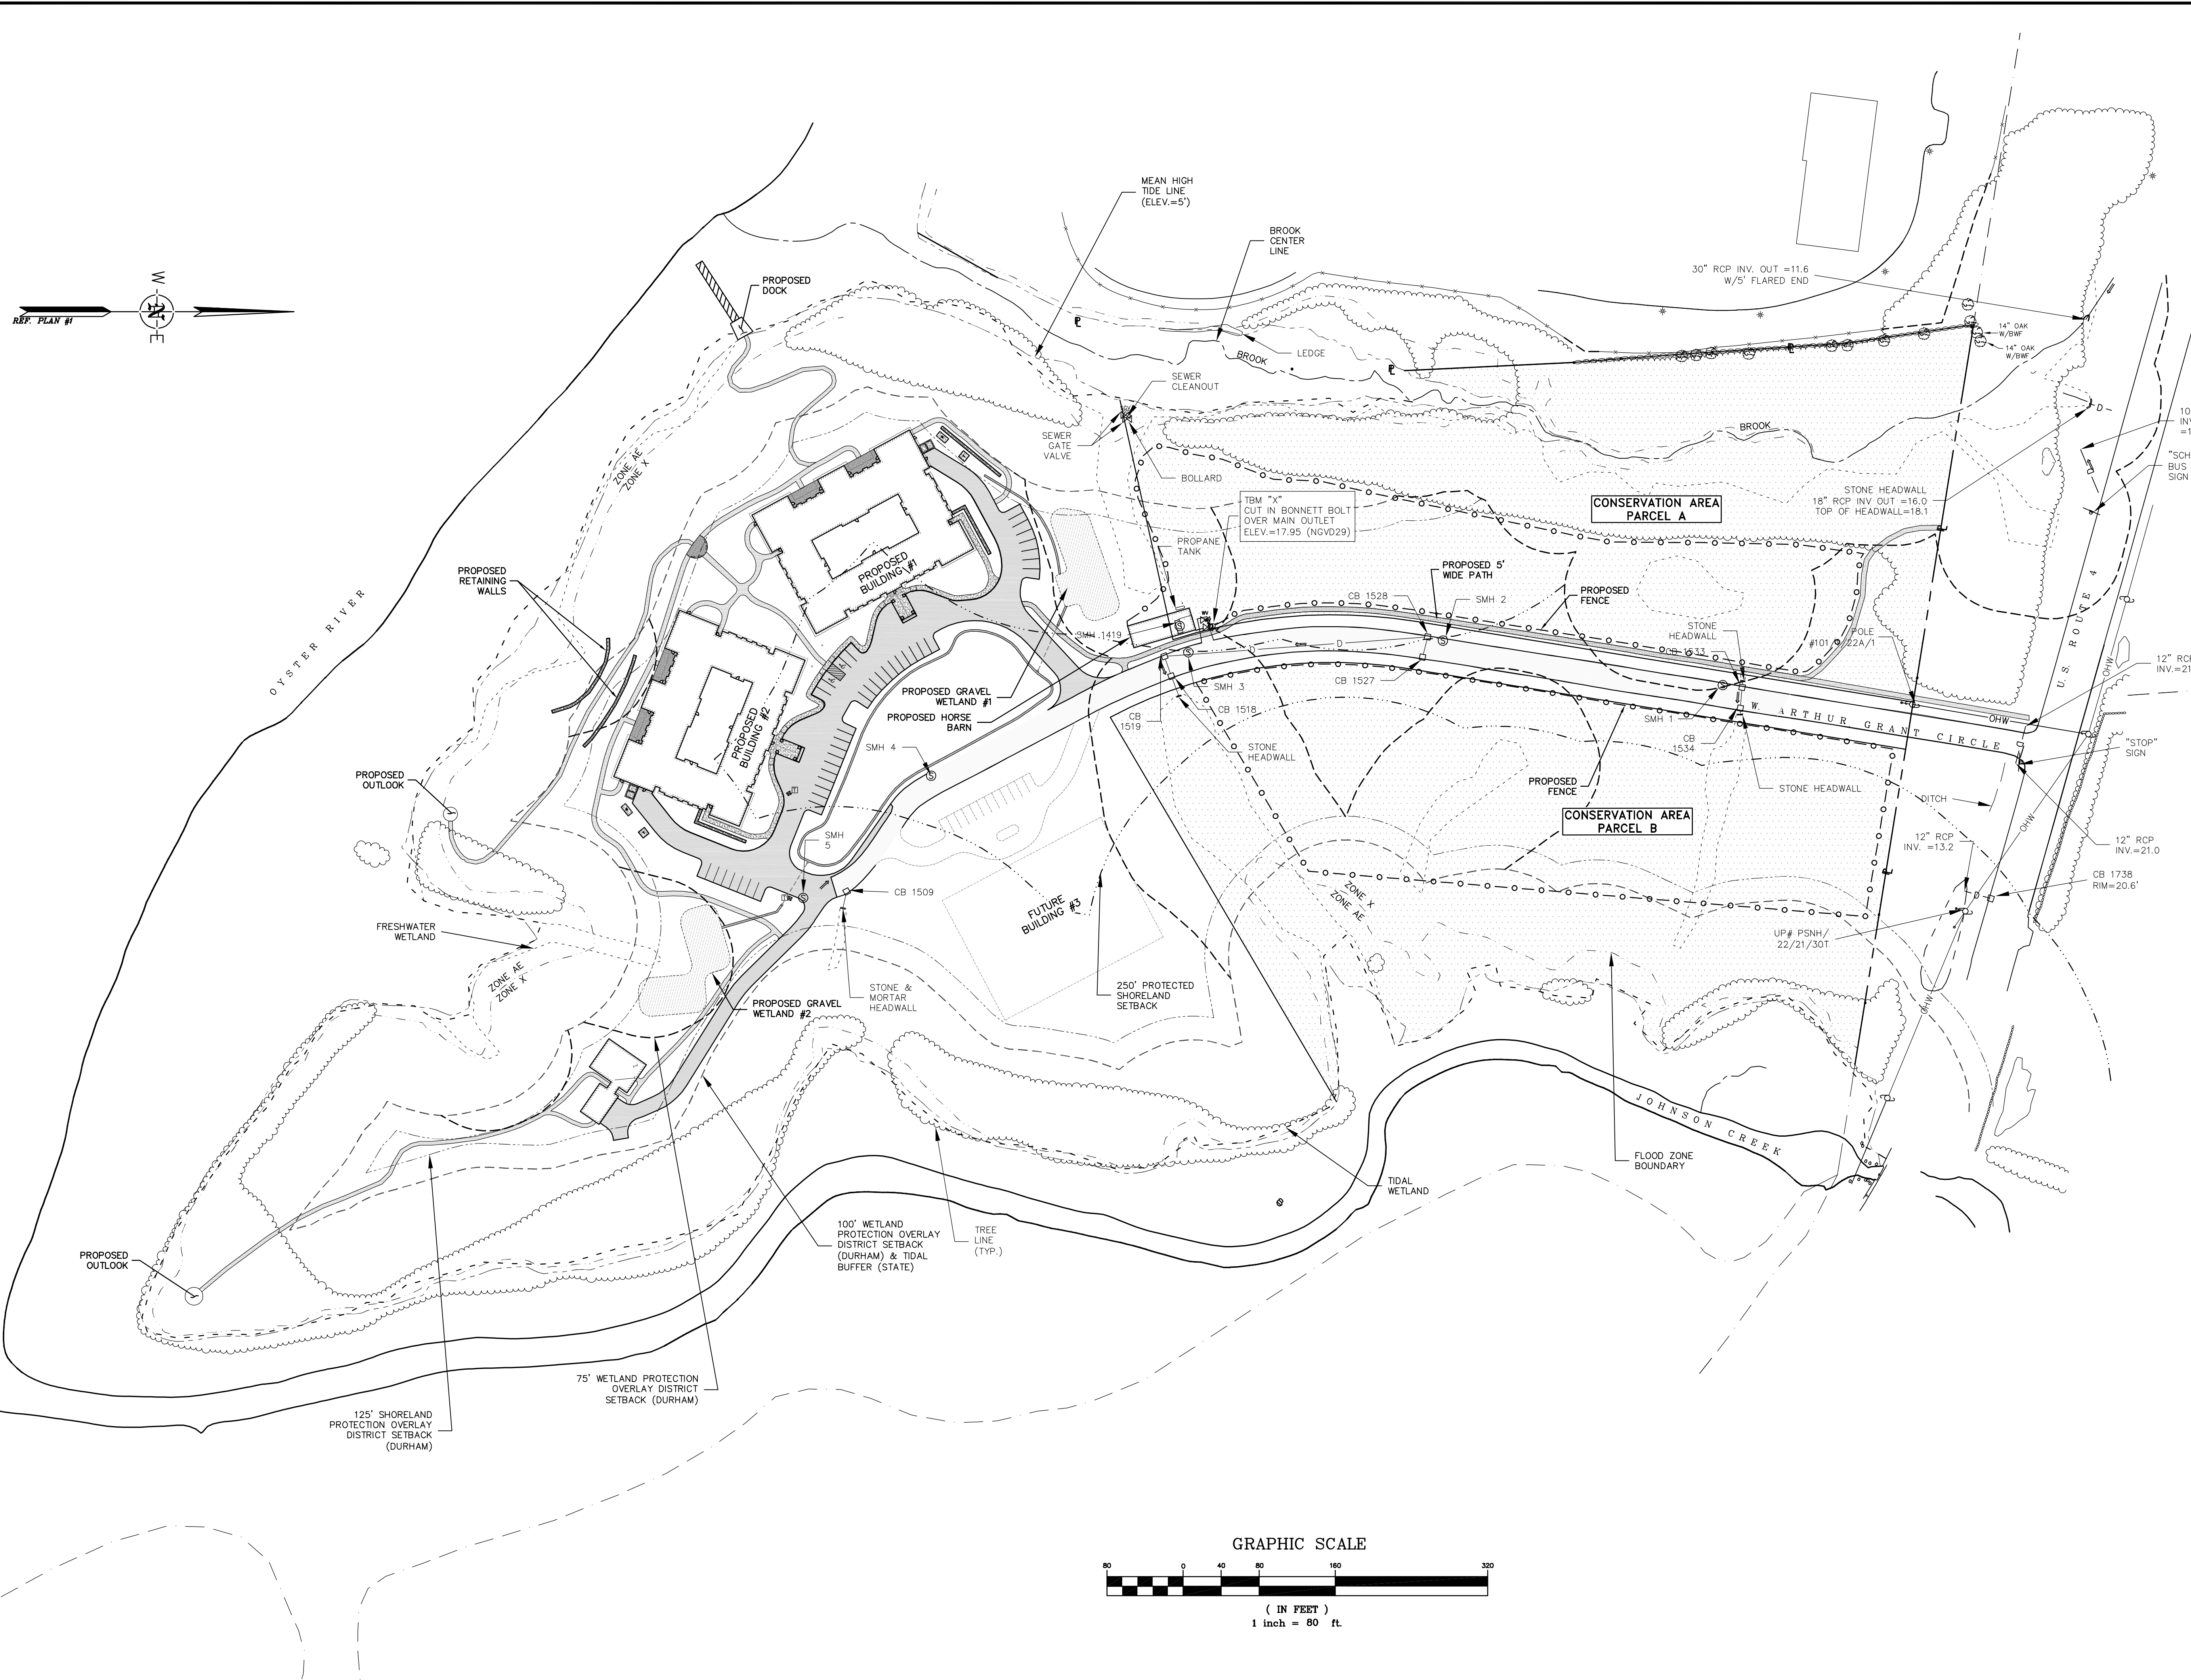 MEAN HIGH
TIDE LINE
(ELEV.=5')
BROOK
CENTER
LINE
30" RCP INV. OUT =11.6
W/5' FLARED END
W
N
E
REF. PLAN #1
PROPOSED
DOCK
14" OAK
W/BWF
14" OAK
W/BWF
LEDGE
BROOK
SEWER
CLEANOUT
SEWER
GATE
VALVE
BOLLARD
BROOK
D
"SCH
BUS
SIGN
ZONE AE
ZONE X
TBM "X"
CUT IN BONNETT BOLT
OVER MAIN OUTLET
ELEV.=17.95 (NGVD29)
CONSERVATION AREA
PARCEL A
STONE HEADWALL
18" RCP INV OUT =16.0
TOP OF HEADWALL=18.1
PROPANE
TANK
PROPOSED
BUILDING #1
PROPOSED
RETAINING
WALLS
PROPOSED 5'
WIDE PATH
CB 1528
SMH 2
PROPOSED
FENCE
OYSTER RIVER
U.S. ROUTE 4
SMH 1419
D
STONE
HEADWALL
CB 1533
POLE
#101/22A/1
OHW
12" RCP
INV.=21
PROPOSED GRAVEL
WETLAND #1
SMH 3
CB 1527
CB 1518
PROPOSED HORSE
BARN
CB
1519
SMH 1
CB
1534
W. ARTHUR GRANT CIRCLE
OHW
PROPOSED
BUILDING #2
SMH 4
STONE
HEADWALL
"STOP"
SIGN
PROPOSED
OUTLOOK
PROPOSED
FENCE
STONE HEADWALL
DITCH
CONSERVATION AREA
PARCEL B
OHW
SMH
5
12" RCP
INV. =13.2
12" RCP
INV.=21.0
CB 1509
ZONE X
ZONE AE
CB 1738
RIM=20.6'
FUTURE
BUILDING #3
FRESHWATER
WETLAND
UP# PSNH/
22/21/30T
ZONE AE
ZONE X
STONE &
MORTAR
HEADWALL
250' PROTECTED
SHORELAND
SETBACK
PROPOSED GRAVEL
WETLAND #2
OHW
JOHNSON CREEK
FLOOD ZONE
BOUNDARY
TIDAL
WETLAND
100' WETLAND
PROTECTION OVERLAY
DISTRICT SETBACK
(DURHAM) & TIDAL
BUFFER (STATE)
TREE
LINE
(TYP.)
PROPOSED
OUTLOOK
75' WETLAND PROTECTION
OVERLAY DISTRICT
SETBACK (DURHAM)
125' SHORELAND
PROTECTION OVERLAY
DISTRICT SETBACK
(DURHAM)
GRAPHIC SCALE
80 0 40 80 160 320
( IN FEET )
1 inch = 80 ft.